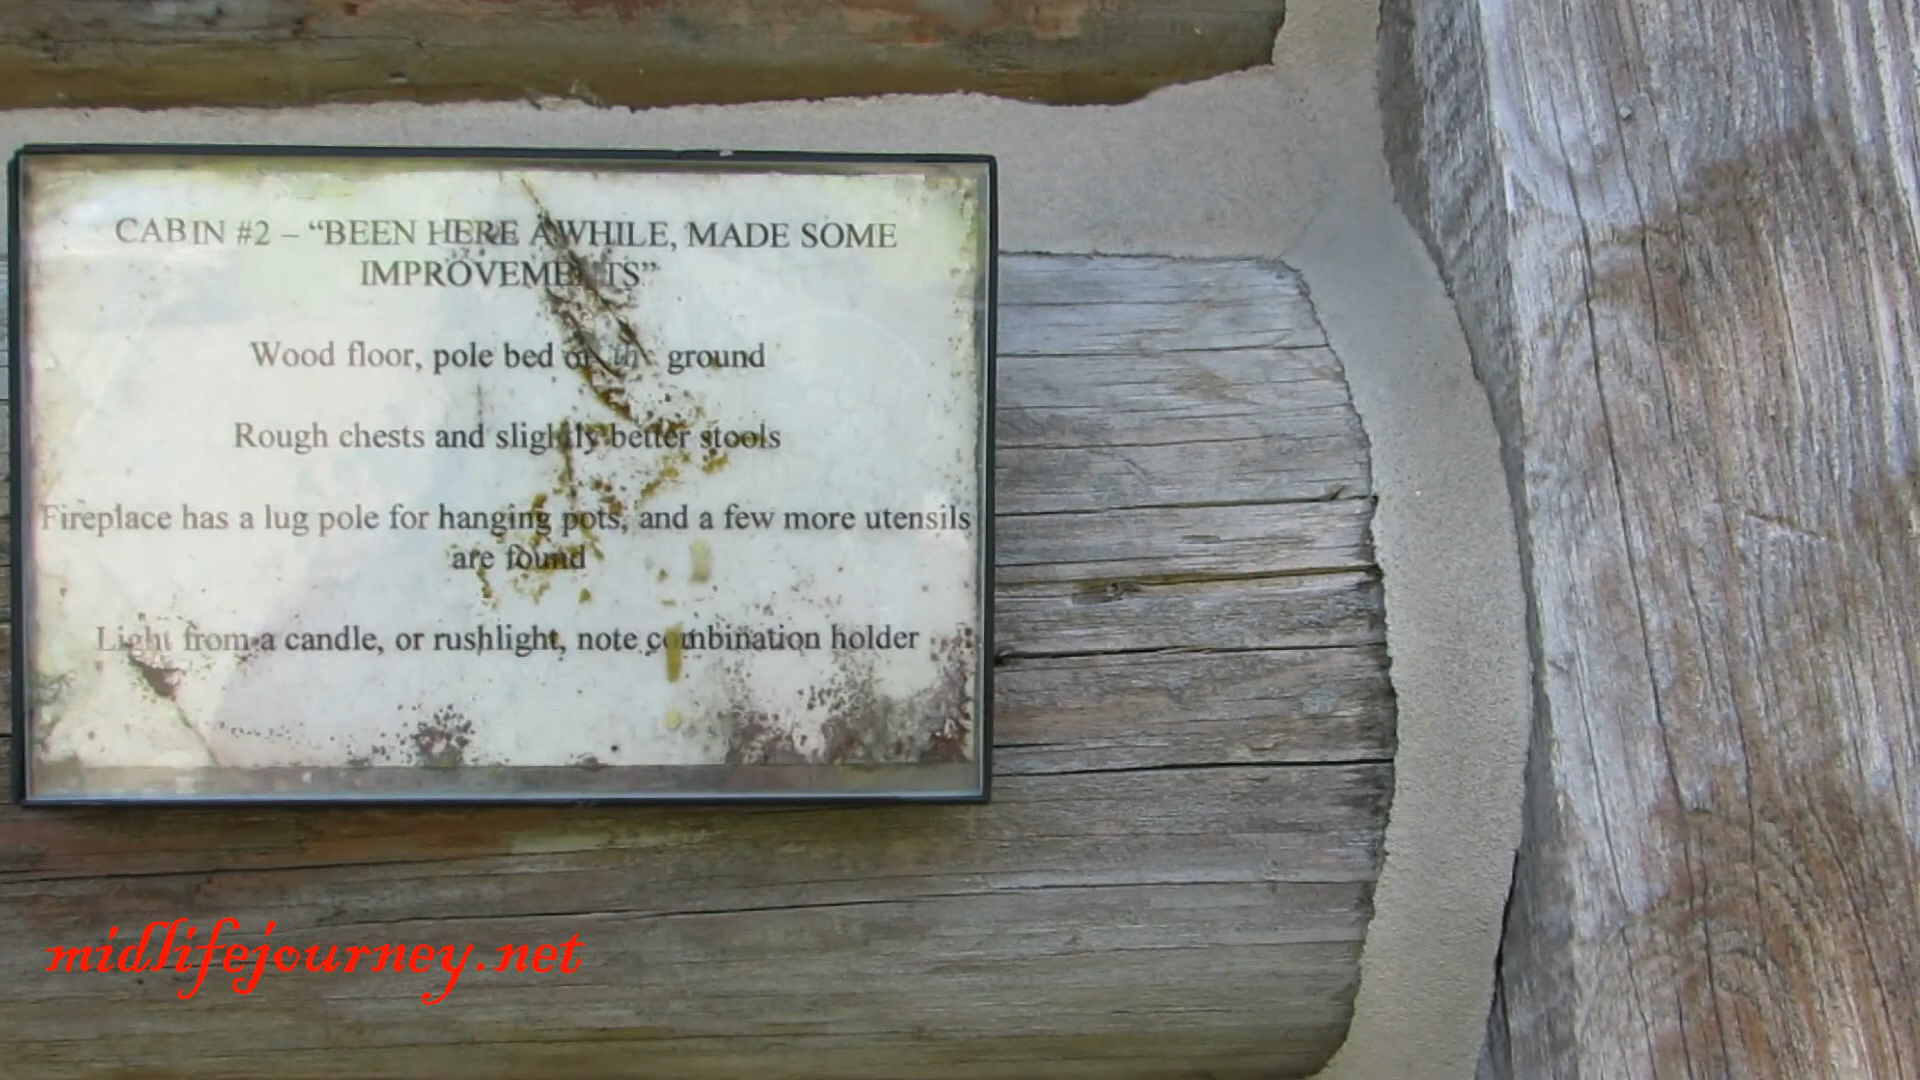 CABIN #2 – “BEEN HERE AWHILE, MADE SOME
IMPROVEMENTS”
Wood floor, pole bed off the ground
Rough chests and slightly better stools
Fireplace has a lug pole for hanging pots, and a few more utensils
are found
Light from a candle, or rushlight, note combination holder
midlifejourney.net